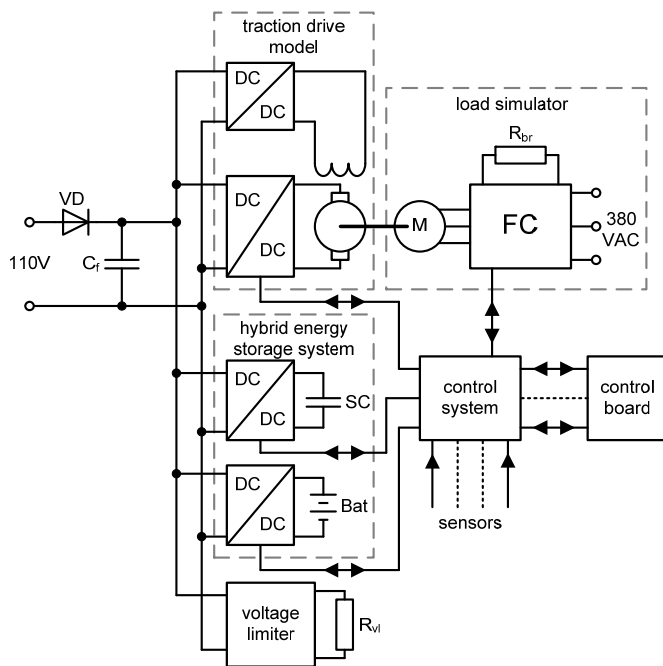 traction drive
model
DC
DC
load simulator
R_br
VD
DC
DC
M
FC
380
VAC
110V
C_f
hybrid energy
storage system
DC
DC
SC
control
system
control
board
DC
DC
Bat
sensors
voltage
limiter
R_vl